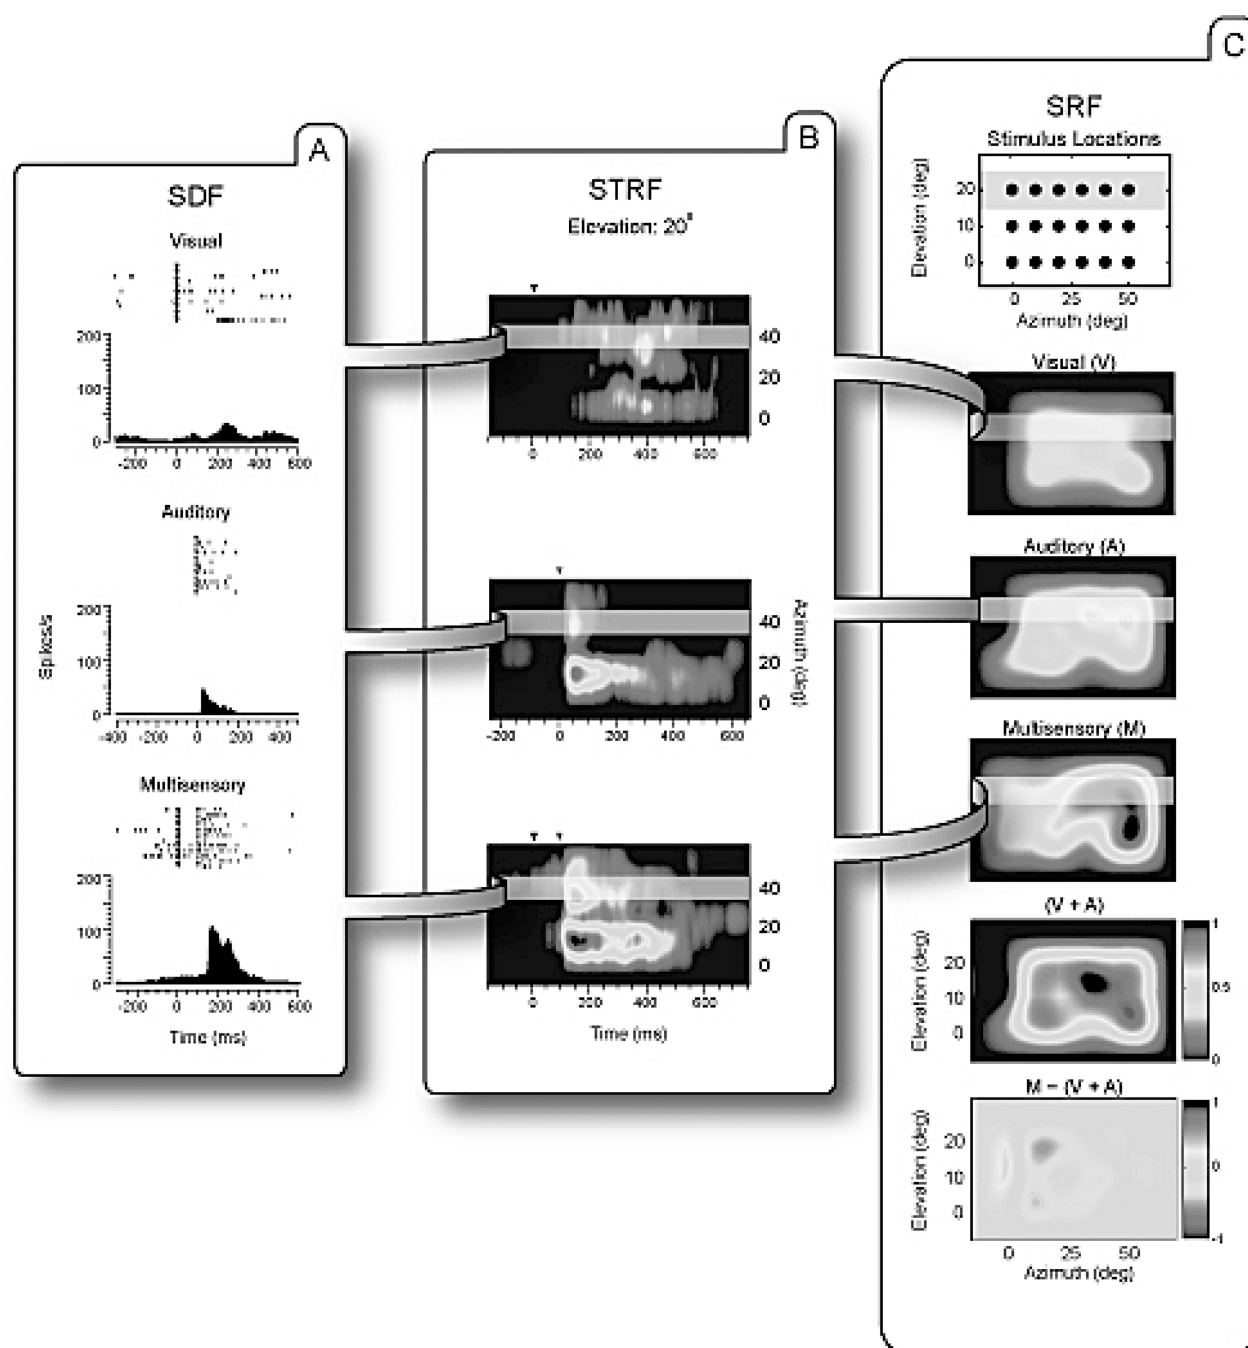 A
SDF
Visual
200
100
0
-200 0 200 400 600
Auditory
200
100
0
-400 -200 0 200 400
Spikes/s
Multisensory
200
100
0
-200 0 200 400 600
Time (ms)
B
STRF
Elevation: 20°
40
20
0
0 200 400 600
40
20
0
-200 0 200 400 600
Azimuth (deg)
40
20
0
0 200 400 600
Time (ms)
C
SRF
Stimulus Locations
Elevation (deg)
20
10
0
0 25 50
Azimuth (deg)
Visual (V)
Auditory (A)
Multisensory (M)
(V + A)
Elevation (deg)
20
10
0
1
0.5
0
M - (V + A)
Elevation (deg)
20
10
0
1
0
-1
0 25 50
Azimuth (deg)